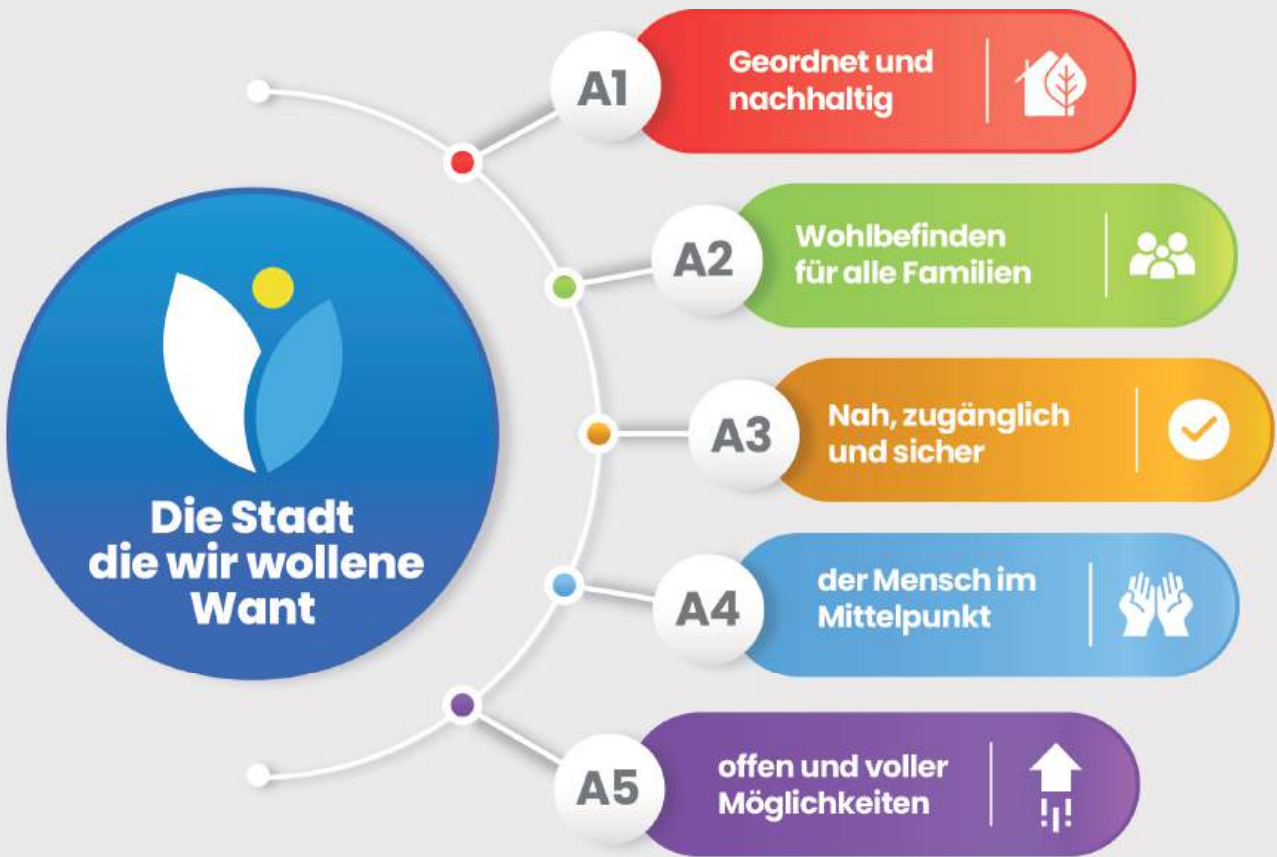 Die Stadt
die wir wollene
Want
A1
Geordnet und
nachhaltig
A2
Wohlbefinden
für alle Familien
A3
Nah, zugänglich
und sicher
A4
der Mensch im
Mittelpunkt
A5
offen und voller
Möglichkeiten